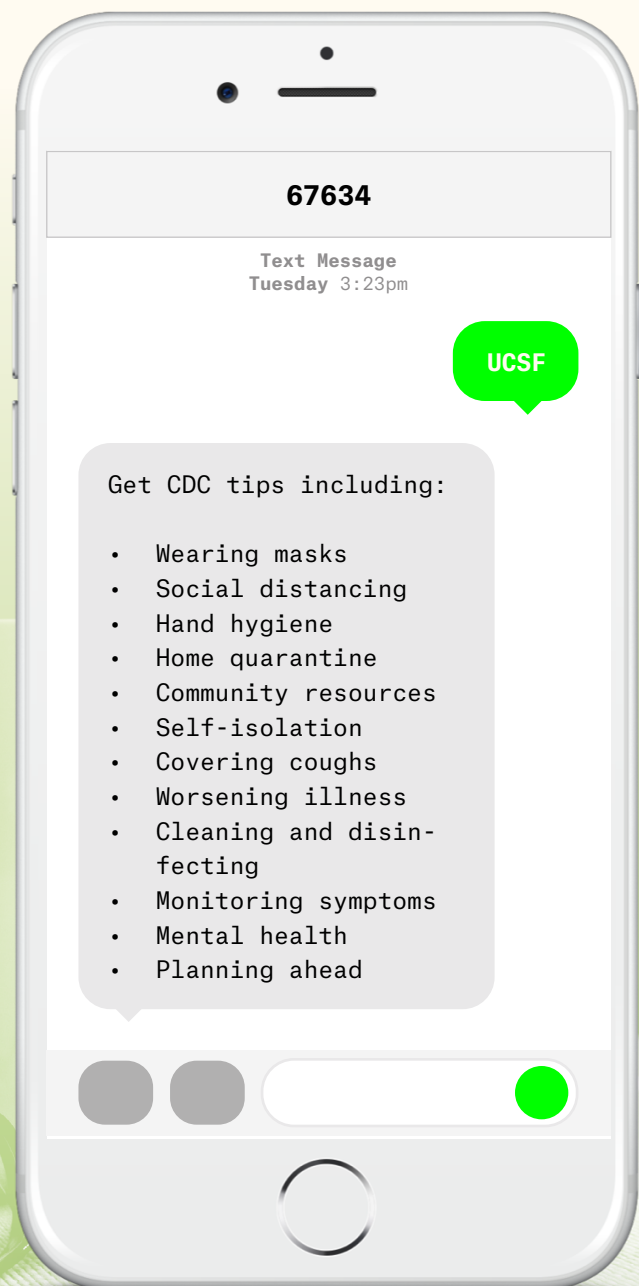 67634
Text Message
Tuesday 3:23pm
UCSF
Get CDC tips including:
• Wearing masks
• Social distancing
• Hand hygiene
• Home quarantine
• Community resources
• Self-isolation
• Covering coughs
• Worsening illness
• Cleaning and disin-
fecting
• Monitoring symptoms
• Mental health
• Planning ahead